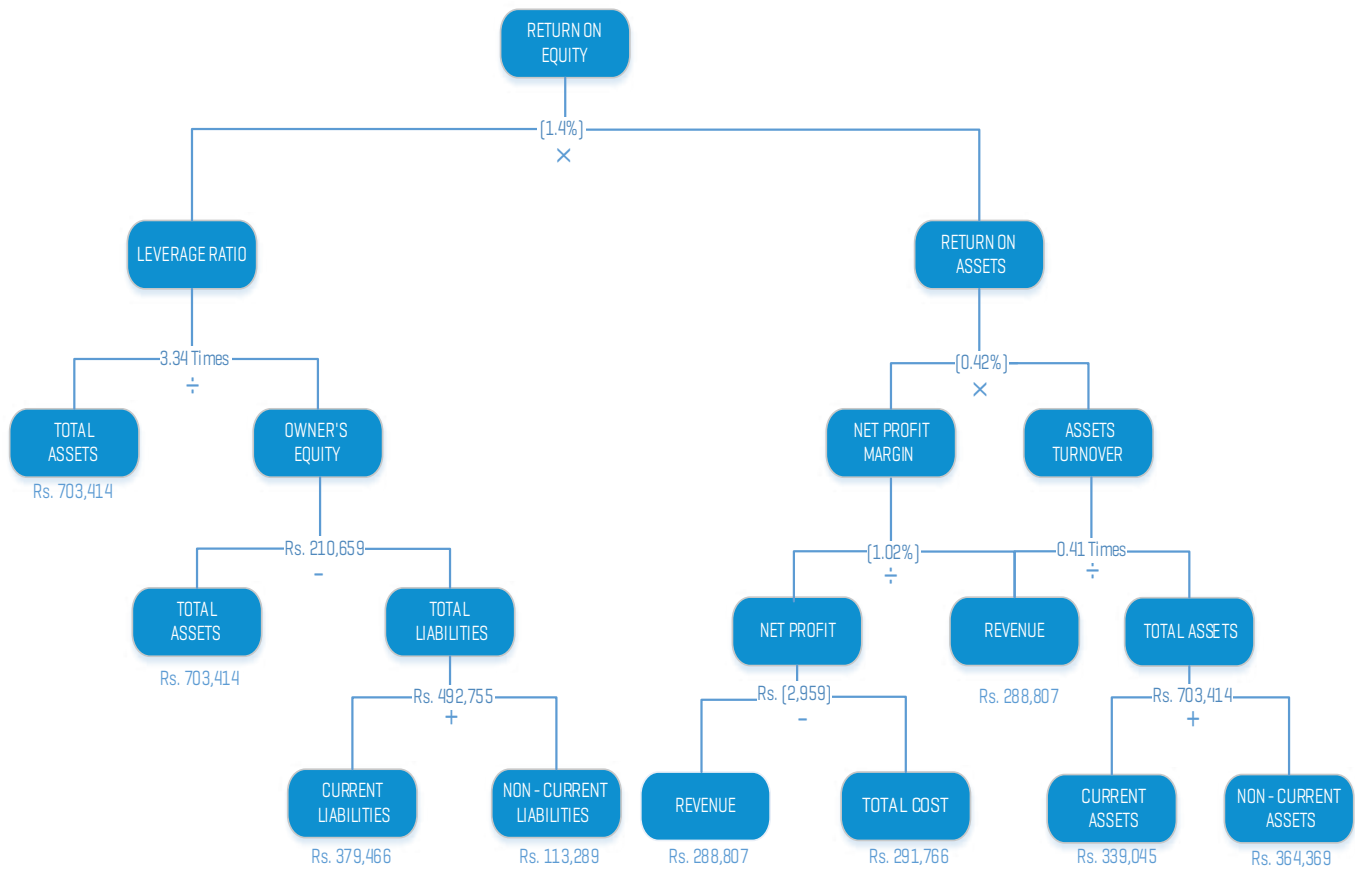 RETURN ON
EQUITY
(1.4%)
×
LEVERAGE RATIO
RETURN ON
ASSETS
3.34 Times
÷
(0.42%)
×
TOTAL
ASSETS
Rs. 703,414
OWNER'S
EQUITY
NET PROFIT
MARGIN
ASSETS
TURNOVER
Rs. 210,659
-
(1.02%)
÷
0.41 Times
÷
TOTAL
ASSETS
Rs. 703,414
TOTAL
LIABILITIES
NET PROFIT
REVENUE
Rs. 288,807
TOTAL ASSETS
Rs. 492,755
+
Rs. (2,959)
-
Rs. 703,414
+
CURRENT
LIABILITIES
Rs. 379,466
NON - CURRENT
LIABILITIES
Rs. 113,289
REVENUE
Rs. 288,807
TOTAL COST
Rs. 291,766
CURRENT
ASSETS
Rs. 339,045
NON - CURRENT
ASSETS
Rs. 364,369